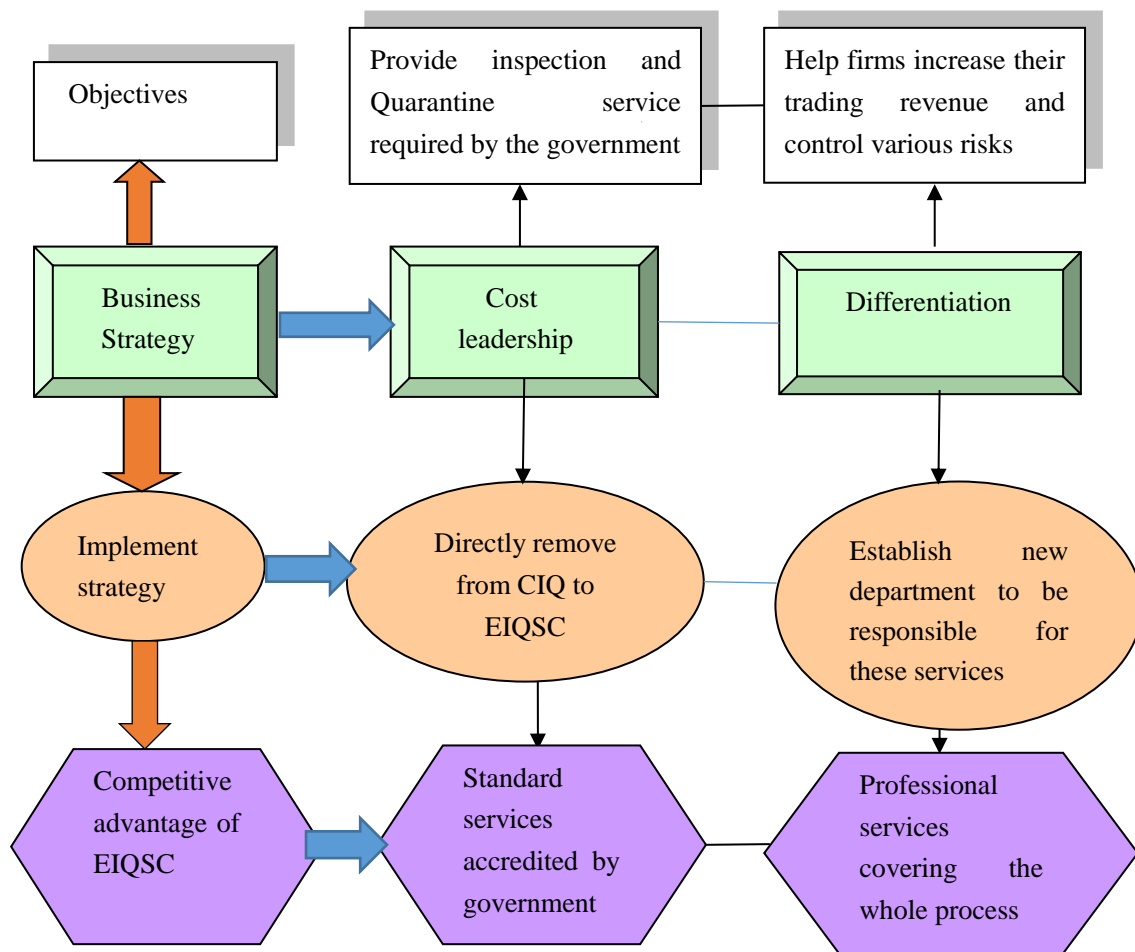 Objectives
Provide inspection and
Quarantine service
required by the government
Help firms increase their
trading revenue and
control various risks
Business
Strategy
Cost
leadership
Differentiation
Implement
strategy
Directly remove
from CIQ to
EIQSC
Establish new
department to be
responsible for
these services
Competitive
advantage of
EIQSC
Standard
services
accredited by
government
Professional
services
covering the
whole process